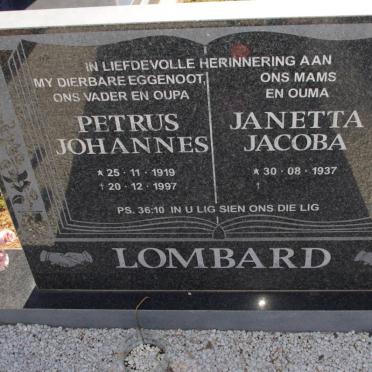 IN LIEFDEVOLLE HERINNERING AAN
MY DIERBARE EGGENOOT,
ONS VADER EN OUPA
PETRUS
JOHANNES
* 25 · 11 · 1919
† 20 · 12 · 1997
ONS MAMS
EN OUMA
JANETTA
JACOBA
* 30 · 08 · 1937
†
PS. 36:10 IN U LIG SIEN ONS DIE LIG
LOMBARD